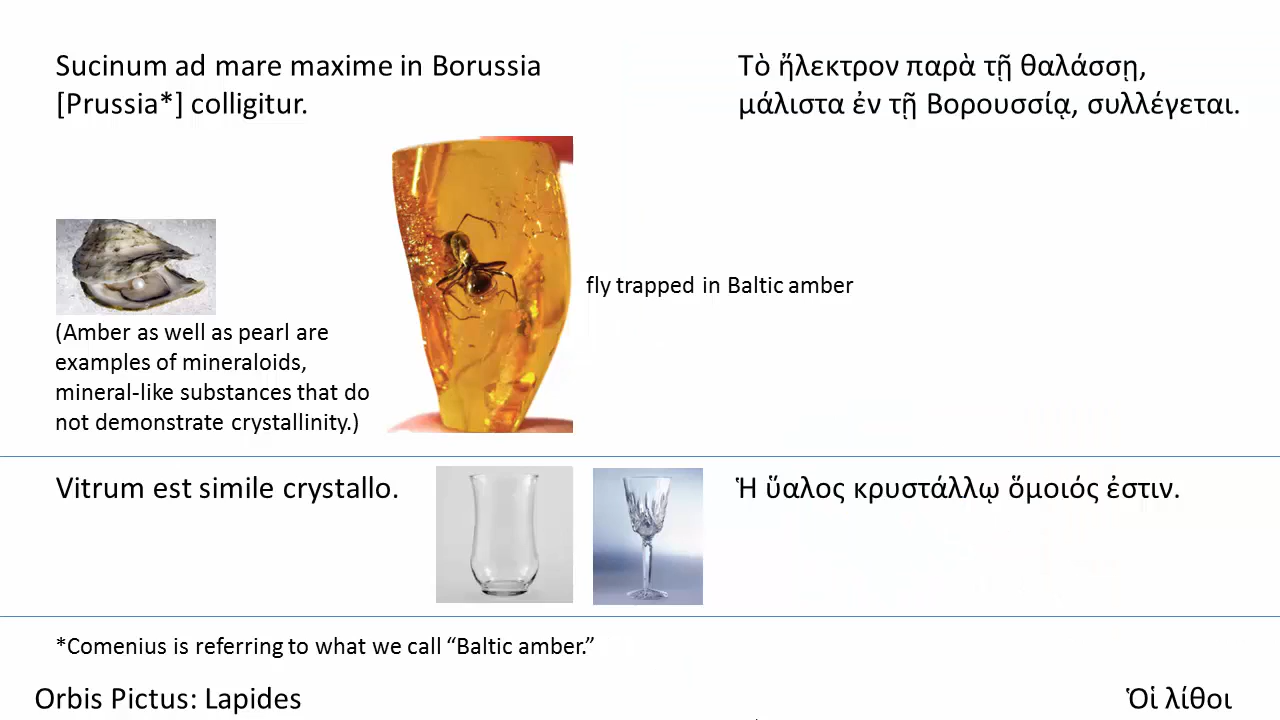 Sucinum ad mare maxime in Borussia
[Prussia*] colligitur.
Τὸ ἤλεκτρον παρὰ τῇ θαλάσσῃ,
μάλιστα ἐν τῇ Βορουσσίᾳ, συλλέγεται.
fly trapped in Baltic amber
(Amber as well as pearl are
examples of mineraloids,
mineral-like substances that do
not demonstrate crystallinity.)
Vitrum est simile crystallo.
Ἡ ὕαλος κρυστάλλῳ ὅμοιός ἐστιν.
*Comenius is referring to what we call “Baltic amber.”
Orbis Pictus: Lapides
Ὁἱ λίθοι